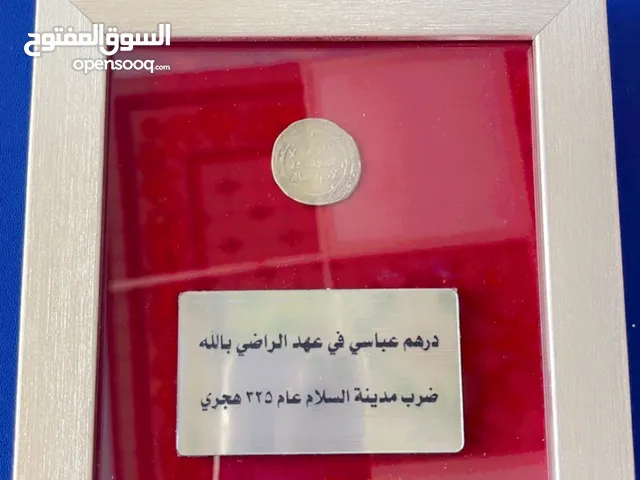 السوق المفتوح
opensooq.com
درهم عباسي في عهد الراضي بالله
ضرب مدينة السلام عام ٣٢٥ هجري